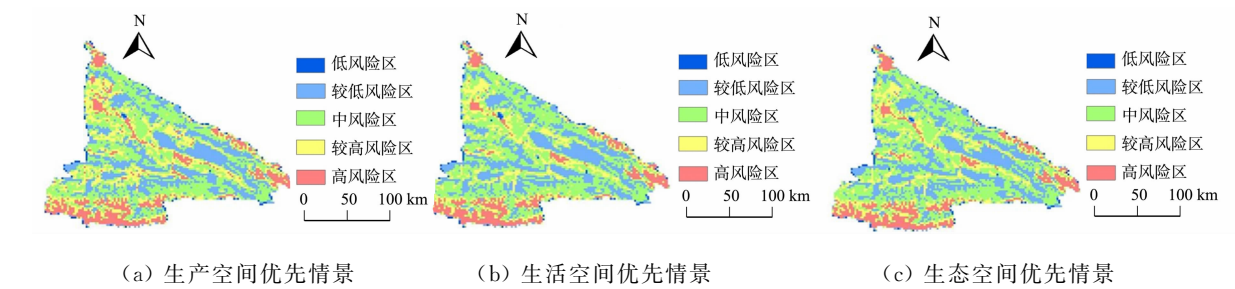 N
低风险区
较低风险区
中风险区
较高风险区
高风险区
0 50 100 km
(a) 生产空间优先情景
N
低风险区
较低风险区
中风险区
较高风险区
高风险区
0 50 100 km
(b) 生活空间优先情景
N
低风险区
较低风险区
中风险区
较高风险区
高风险区
0 50 100 km
(c) 生态空间优先情景